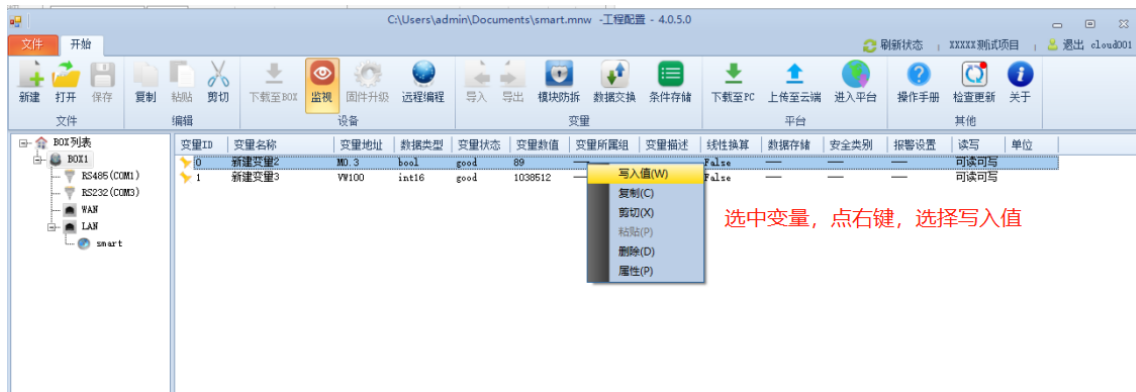 C:\Users\admin\Documents\smart.mnw -工程配置 - 4.0.5.0
文件 开始 刷新状态 XXXXX测试项目 退出 cloud001
新建 打开 保存 复制 粘贴 剪切 下载至BOX 监视 固件升级 远程编程 导入 导出 模块防拆 数据交换 条件存储 下载至PC 上传至云端 进入平台 操作手册 检查更新 关于
文件 编辑 设备 变量 平台 其他
BOX列表 变量ID 变量名称 变量地址 数据类型 变量状态 变量数值 变量所属组 变量描述 线性换算 数据存储 安全类别 报警设置 读写 单位
BOX1 0 新建变量2 M0.3 bool good 89 —— False —— —— —— 可读可写
RS485(COM1) 1 新建变量3 VW100 int16 good 1038512 —— False —— —— —— 可读可写
RS232(COM3)
WAN
LAN
smart
写入值(W)
复制(C)
剪切(X)
粘贴(P)
删除(D)
属性(P)
选中变量，点右键，选择写入值